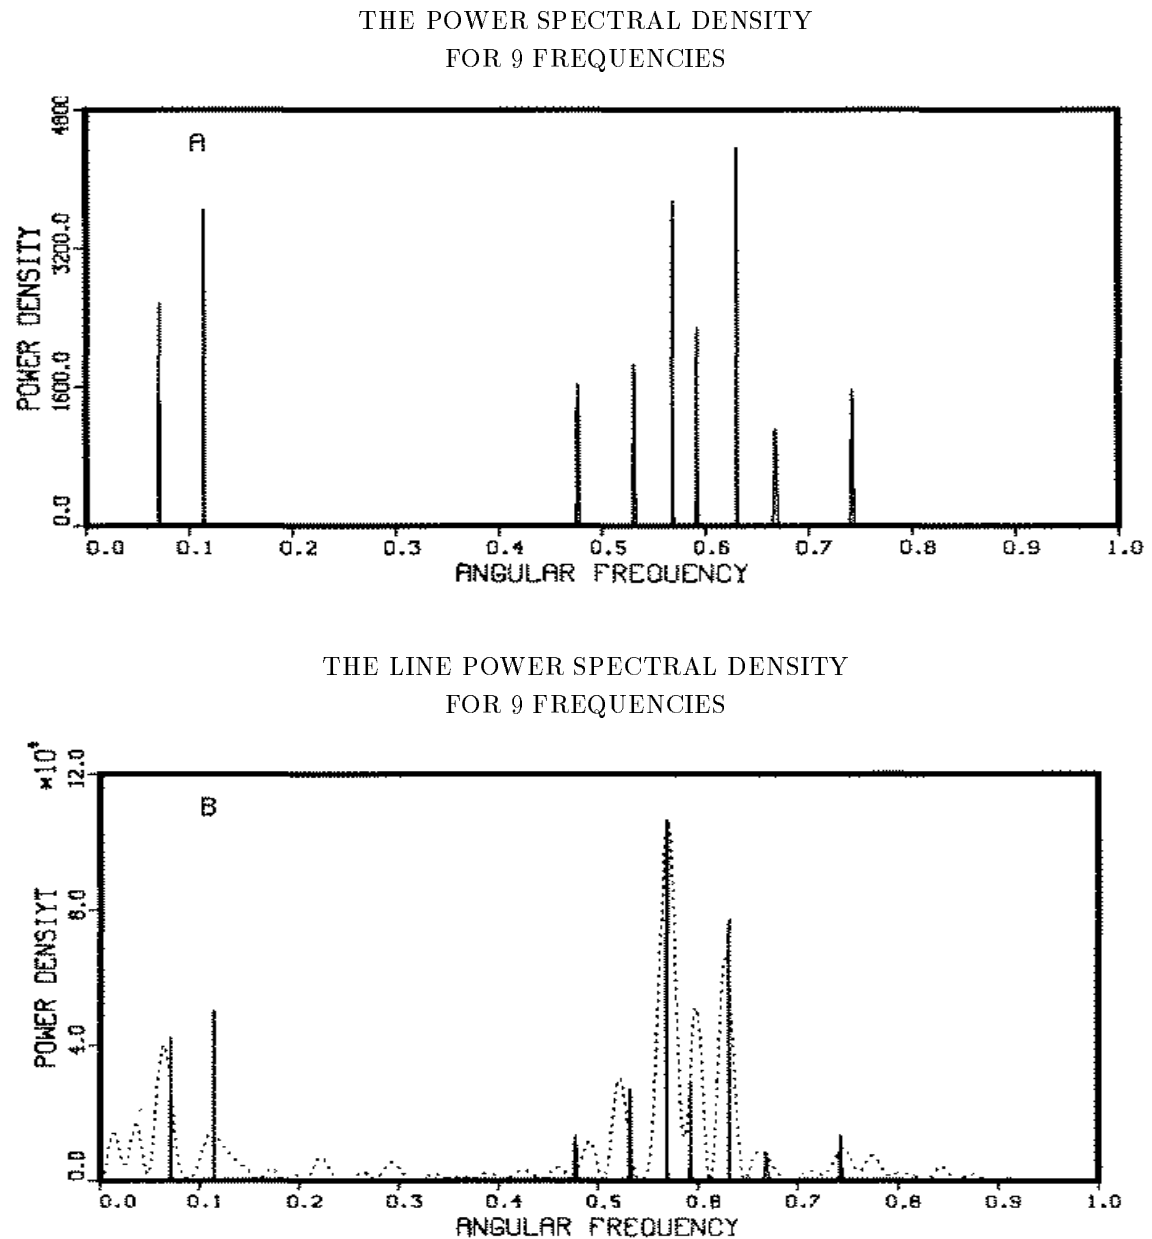 THE POWER SPECTRAL DENSITY
FOR 9 FREQUENCIES
A
POWER DENSITY
4800
3200.0
1600.0
0.0
0.0 0.1 0.2 0.3 0.4 0.5 0.6 0.7 0.8 0.9 1.0
ANGULAR FREQUENCY
THE LINE POWER SPECTRAL DENSITY
FOR 9 FREQUENCIES
B
POWER DENSIYT
*10⁴
12.0
8.0
4.0
0.0
0.0 0.1 0.2 0.3 0.4 0.5 0.6 0.7 0.8 0.9 1.0
ANGULAR FREQUENCY